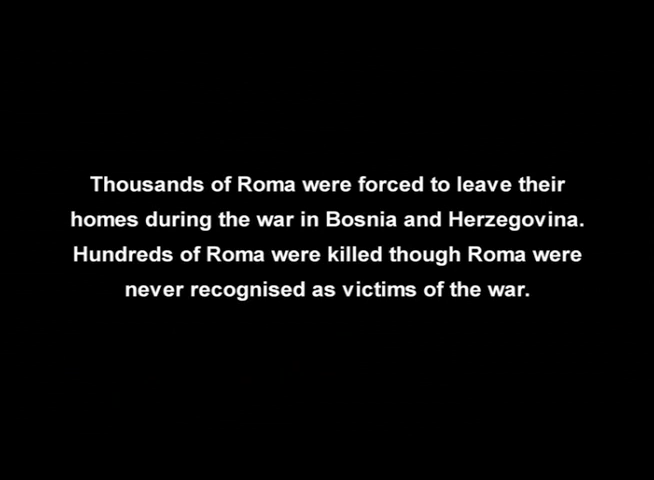 Thousands of Roma were forced to leave their
homes during the war in Bosnia and Herzegovina.
Hundreds of Roma were killed though Roma were
never recognised as victims of the war.